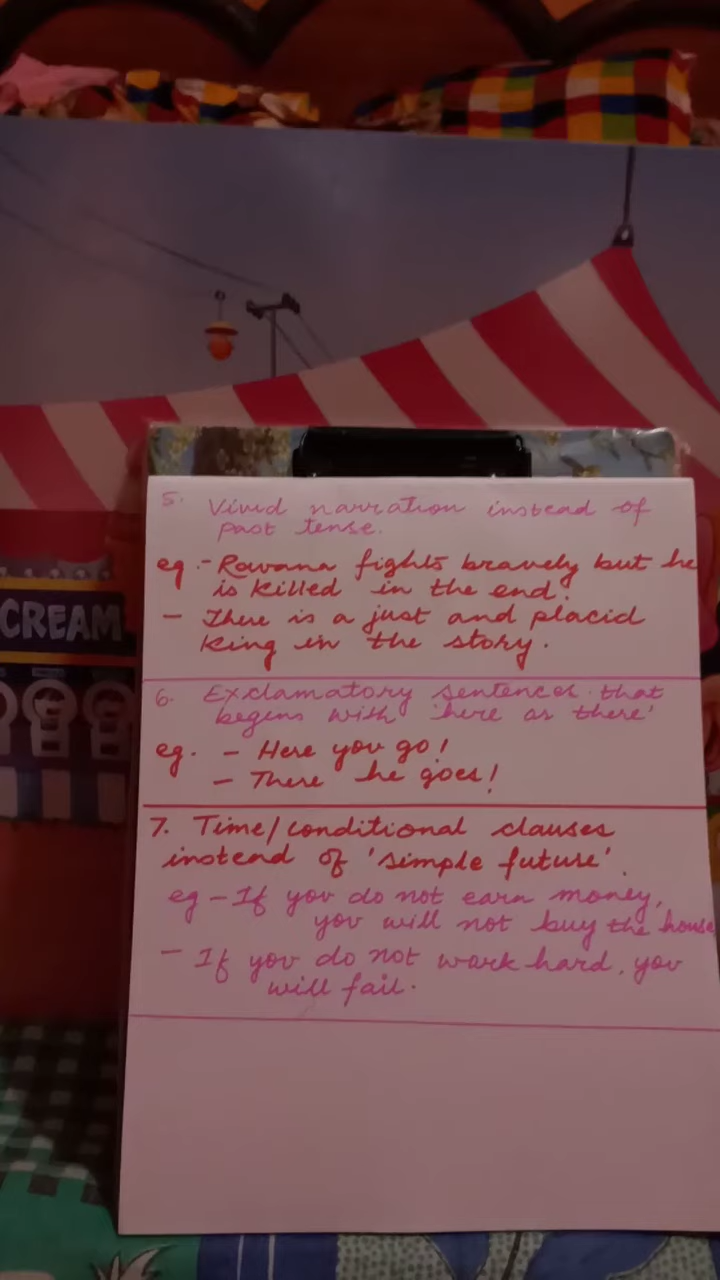 CREAM
5. Vivid narration instead of
past tense.
eg - Ravana fights bravely but he
is killed in the end.
- There is a just and placid
King in the story.
6. Exclamatory sentences that
begins with 'here or there'
eg. - Here you go!
- There he goes!
7. Time/conditional clauses
instead of 'simple future'.
eg - If you do not earn money,
you will not buy the house
- If you do not work hard, you
will fail.